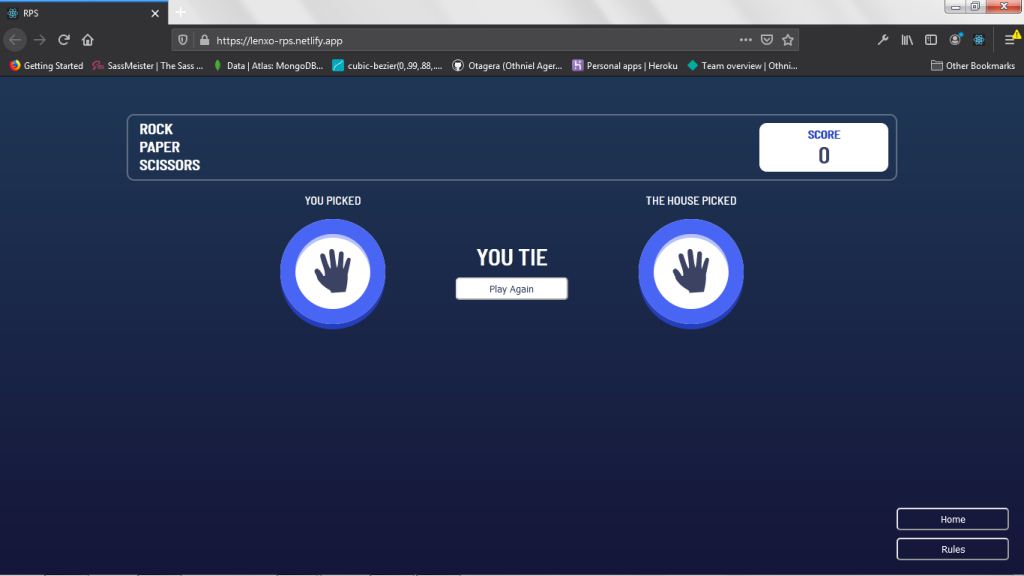 RPS
https://lenxo-rps.netlify.app
Getting Started
SassMeister | The Sass ...
Data | Atlas: MongoDB...
cubic-bezier(0,.99,.88,....
Otagera (Othniel Ager...
Personal apps | Heroku
Team overview | Othni...
Other Bookmarks
ROCK
PAPER
SCISSORS
SCORE
0
YOU PICKED
THE HOUSE PICKED
YOU TIE
Play Again
Home
Rules